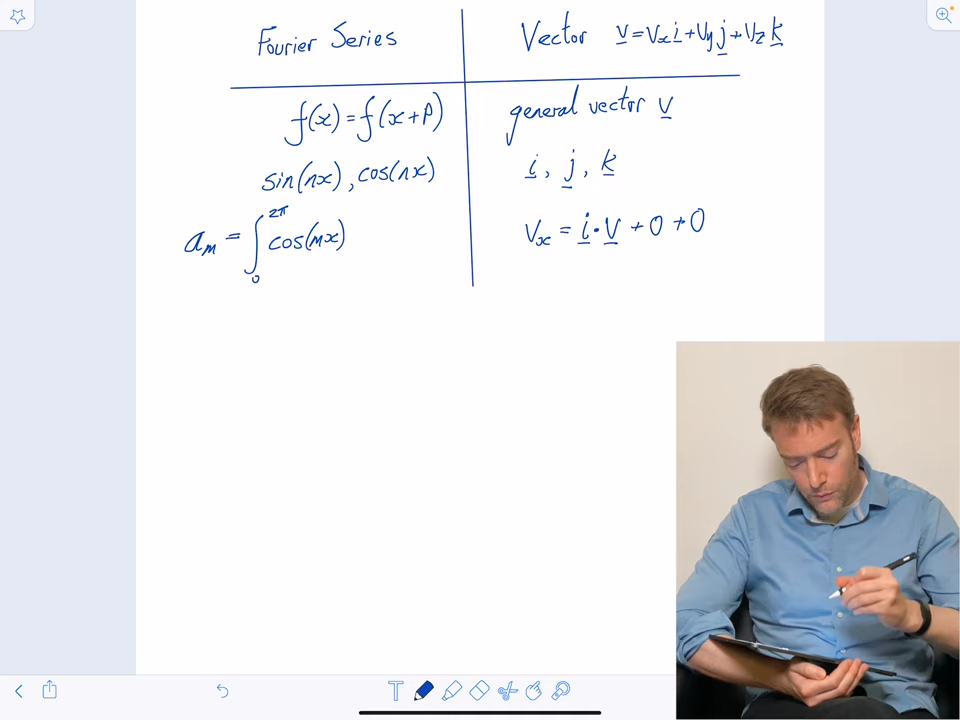 Fourier Series
Vector v = Vx i + Vy j + Vz k
f(x) = f(x+P)
general vector v
sin(nx), cos(nx)
i, j, k
am = ∫₀^2π cos(mx)
Vx = i · v + 0 + 0
T